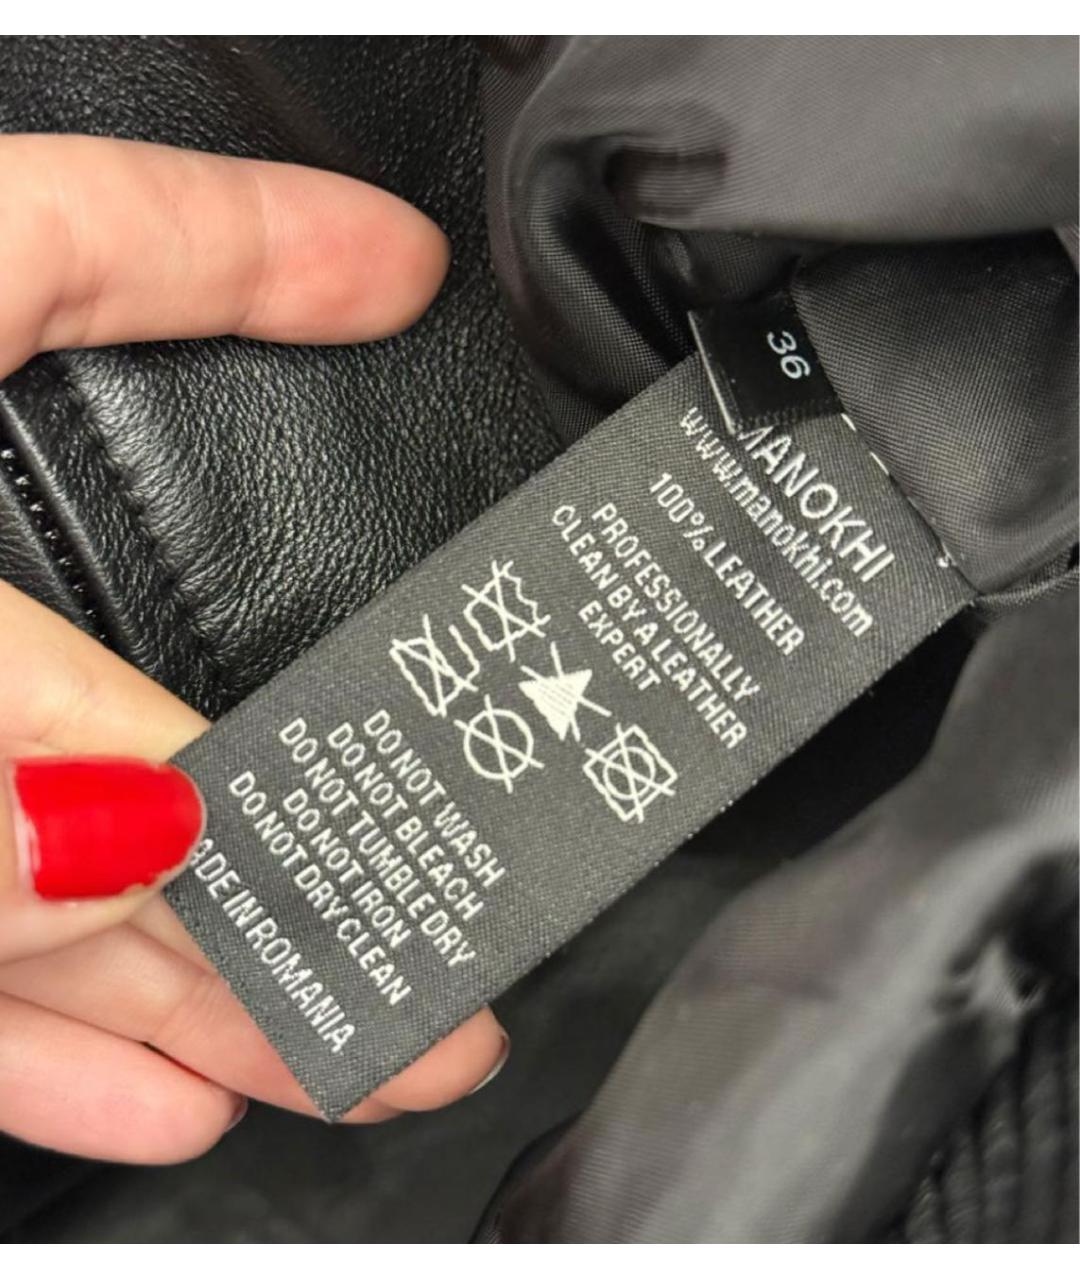 36
MANOKHI
www.manokhi.com
100% LEATHER
PROFESSIONALLY
CLEAN BY A LEATHER
EXPERT
DO NOT WASH
DO NOT BLEACH
DO NOT TUMBLE DRY
DO NOT IRON
DO NOT DRY CLEAN
ADE IN ROMANIA